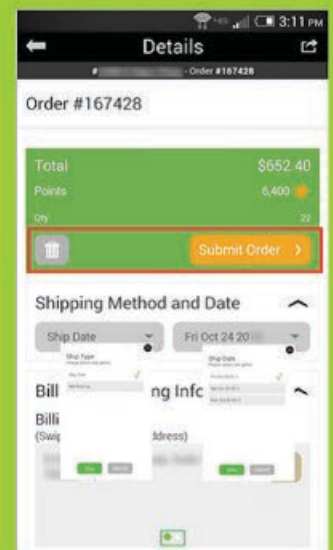 3:11 PM
Details
# - Order #167428
Order #167428
Total $652.40
Points 6,400
Qty 22
Submit Order >
Shipping Method and Date
Ship Date Fri Oct 24 20
Ship Type Ship Date
Bill ng Info
Billi
(Swip ddress)